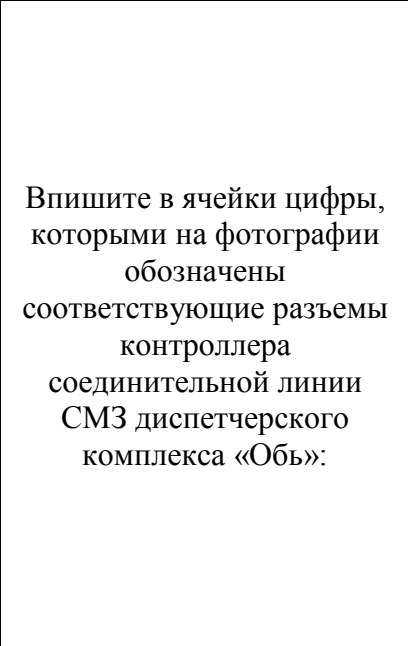 Впишите в ячейки цифры,
которыми на фотографии
обозначены
соответствующие разъемы
контроллера
соединительной линии
СМЗ диспетчерского
комплекса «Обь»: